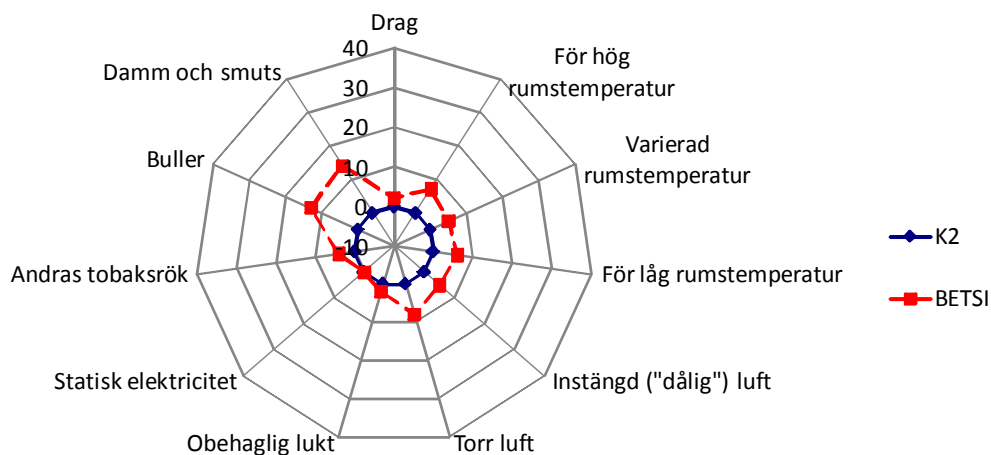 Drag
40
För hög
rumstemperatur
30
Damm och smuts
20
Buller
Varierad
rumstemperatur
10
0
-10
K2
Andras tobaksrök
För låg rumstemperatur
BETSI
Statisk elektricitet
Instängd ("dålig") luft
Obehaglig lukt
Torr luft